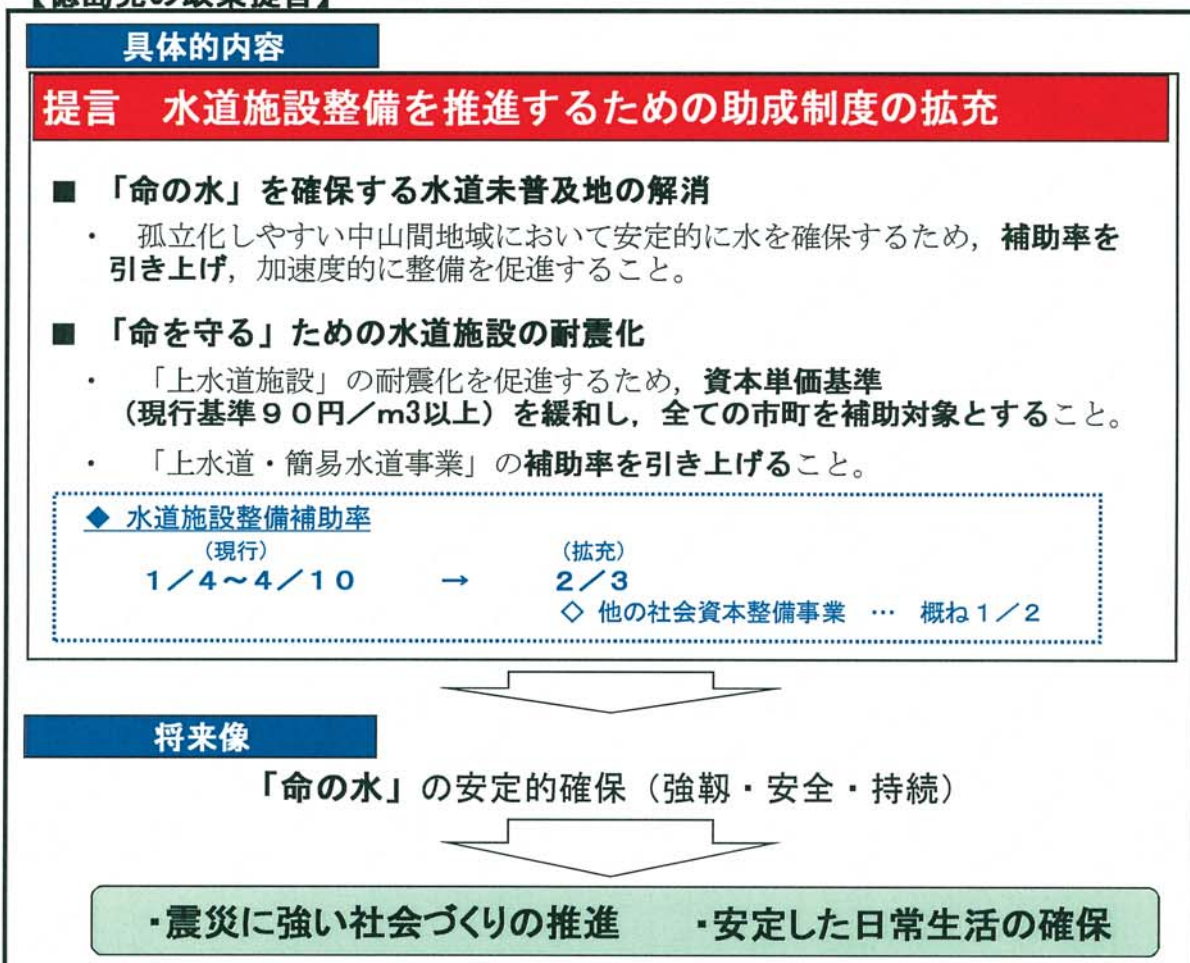 【徳島発の政策提言】
具体的内容
提言 水道施設整備を推進するための助成制度の拡充
■ 「命の水」を確保する水道未普及地の解消
・ 孤立化しやすい中山間地域において安定的に水を確保するため，補助率を
引き上げ，加速度的に整備を促進すること。
■ 「命を守る」ための水道施設の耐震化
・ 「上水道施設」の耐震化を促進するため，資本単価基準
（現行基準９０円／m3以上）を緩和し，全ての市町を補助対象とすること。
・ 「上水道・簡易水道事業」の補助率を引き上げること。
◆ 水道施設整備補助率
（現行） （拡充）
１／４～４／１０ → ２／３
◇ 他の社会資本整備事業 … 概ね１／２
将来像
「命の水」の安定的確保（強靱・安全・持続）
・震災に強い社会づくりの推進 ・安定した日常生活の確保